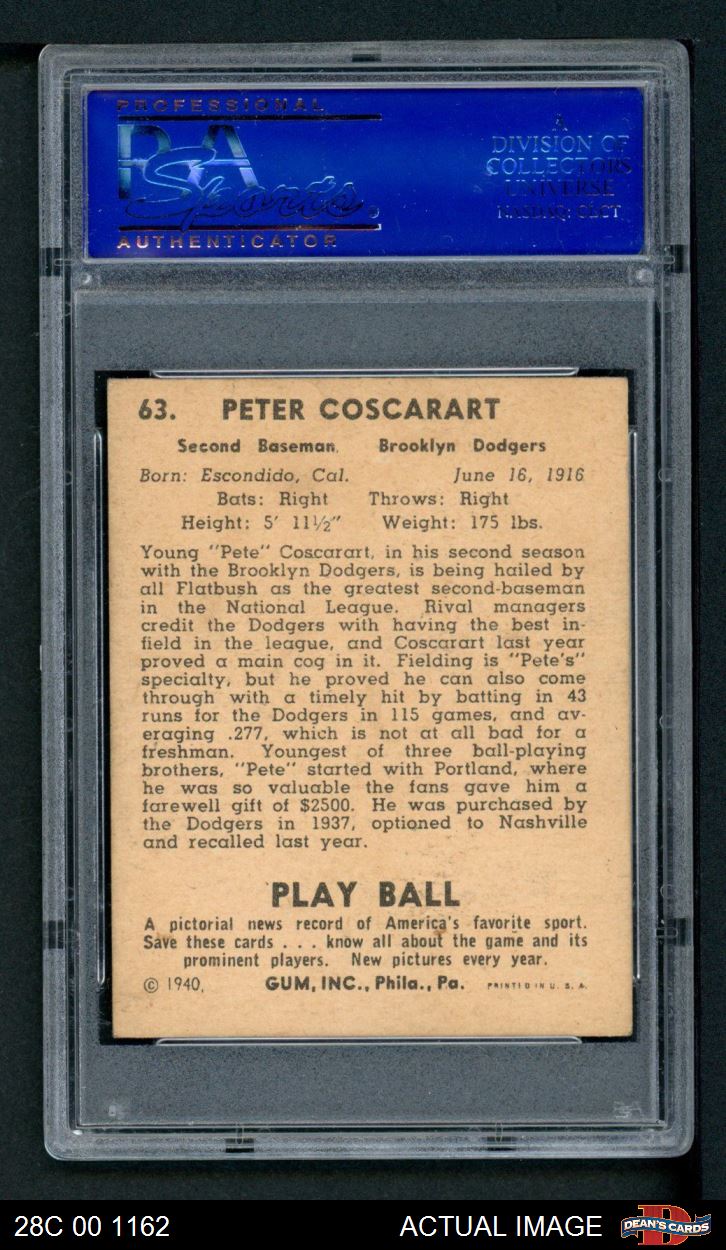 PROFESSIONAL
PSA
Sports
AUTHENTICATOR
A
DIVISION OF
COLLECTORS
UNIVERSE
NASDAQ: CLCT
63. PETER COSCARART
Second Baseman, Brooklyn Dodgers
Born: Escondido, Cal. June 16, 1916
Bats: Right Throws: Right
Height: 5′ 11½″ Weight: 175 lbs.
Young "Pete" Coscarart, in his second season
with the Brooklyn Dodgers, is being hailed by
all Flatbush as the greatest second-baseman
in the National League. Rival managers
credit the Dodgers with having the best in-
field in the league, and Coscarart last year
proved a main cog in it. Fielding is "Pete's"
specialty, but he proved he can also come
through with a timely hit by batting in 43
runs for the Dodgers in 115 games, and av-
eraging .277, which is not at all bad for a
freshman. Youngest of three ball-playing
brothers, "Pete" started with Portland, where
he was so valuable the fans gave him a
farewell gift of $2500. He was purchased by
the Dodgers in 1937, optioned to Nashville
and recalled last year.
PLAY BALL
A pictorial news record of America's favorite sport.
Save these cards . . . know all about the game and its
prominent players. New pictures every year.
© 1940, GUM, INC., Phila., Pa. PRINTED IN U. S. A.
28C 00 1162 ACTUAL IMAGE D DEAN'S CARDS